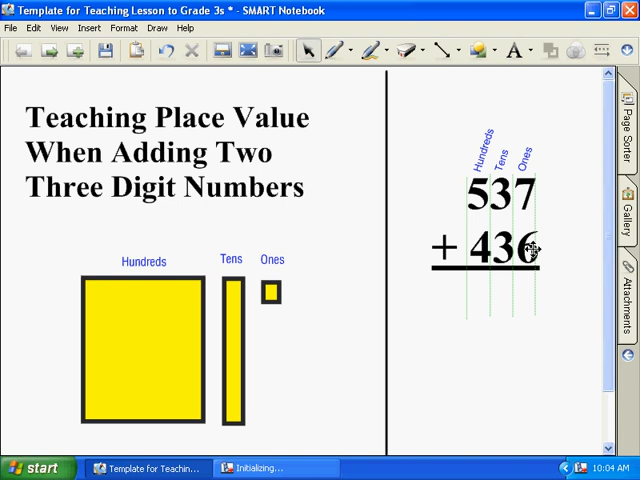 Template for Teaching Lesson to Grade 3s * - SMART Notebook
File Edit View Insert Format Draw Help
Teaching Place Value
When Adding Two
Three Digit Numbers
Hundreds Tens Ones
Hundreds Tens Ones
537
+ 436
Page Sorter
Gallery
Attachments
start Template for Teachin... Initializing... 10:04 AM